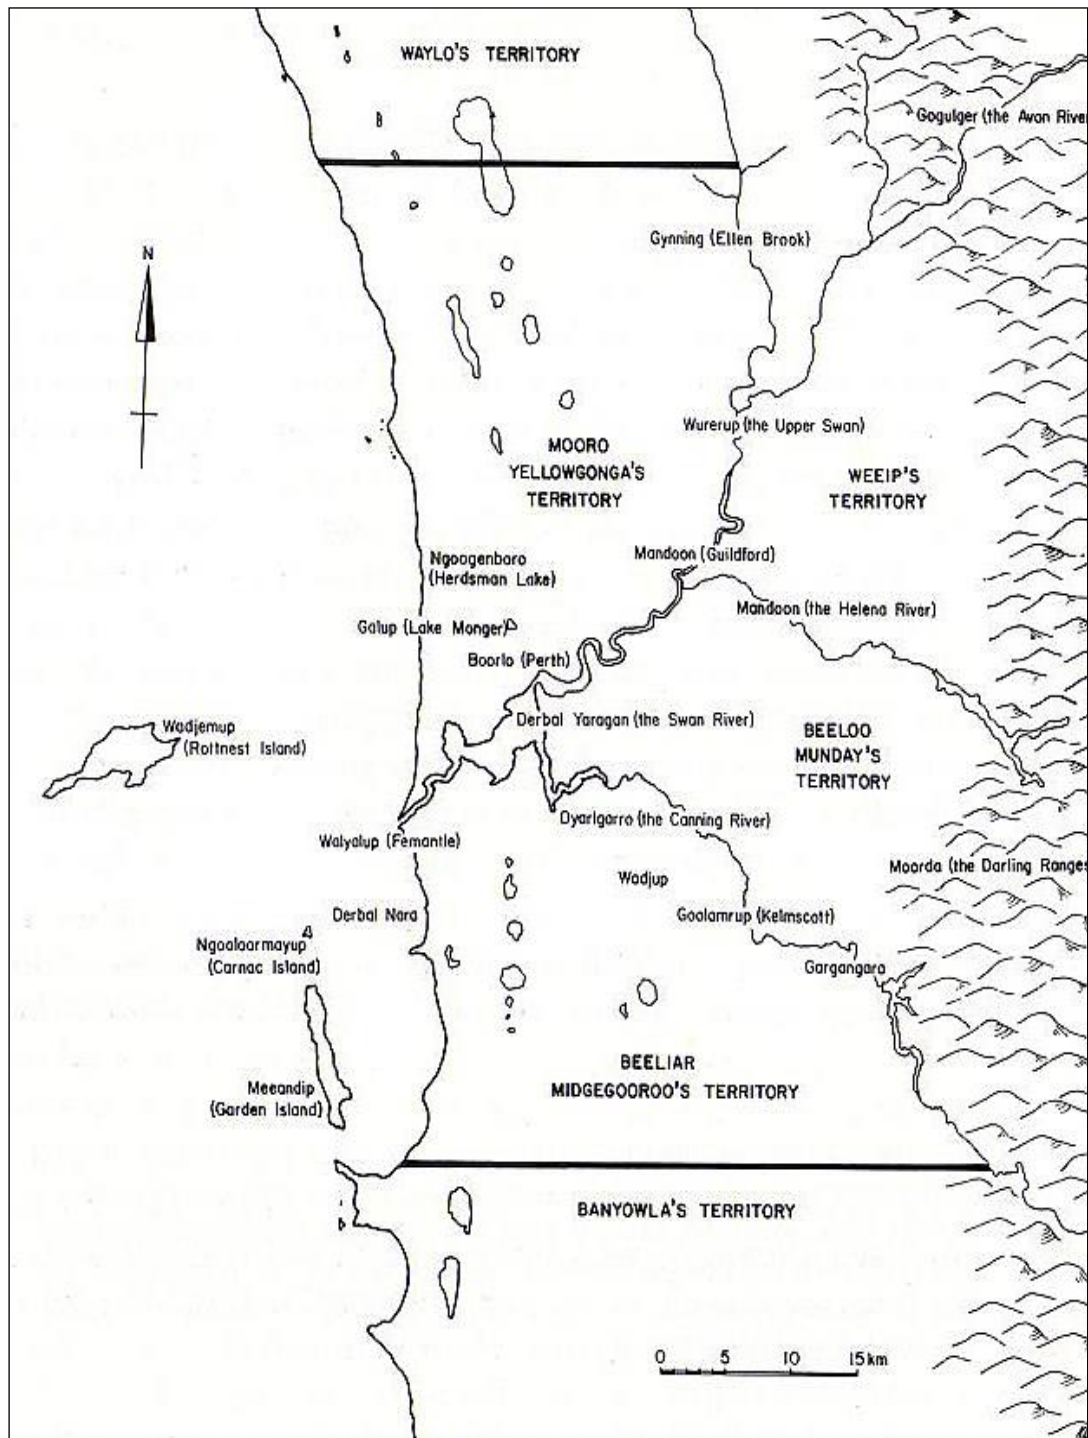 WAYLO'S TERRITORY
Gogulger (the Avon River
N
Gynning (Ellen Brook)
Wurerup (the Upper Swan)
MOORO
YELLOWGONGA'S
TERRITORY
WEEIP'S
TERRITORY
Mandoon (Guildford)
Ngoogenboro
(Herdsman Lake)
Mandoon (the Helena River)
Galup (Lake Monger)
Boorlo (Perth)
Derbal Yaragan (the Swan River)
Wadjemup
(Rottnest Island)
BEELOO
MUNDAY'S
TERRITORY
Dyarlgarro (the Canning River)
Walyalup (Femantle)
Moorda (the Darling Ranges
Wadjup
Derbal Nara
Goolamrup (Kelmscott)
Ngooloormayup
(Carnac Island)
Gargangara
BEELIAR
MIDGEGOOROO'S TERRITORY
Meeandip
(Garden Island)
BANYOWLA'S TERRITORY
0 5 10 15 km